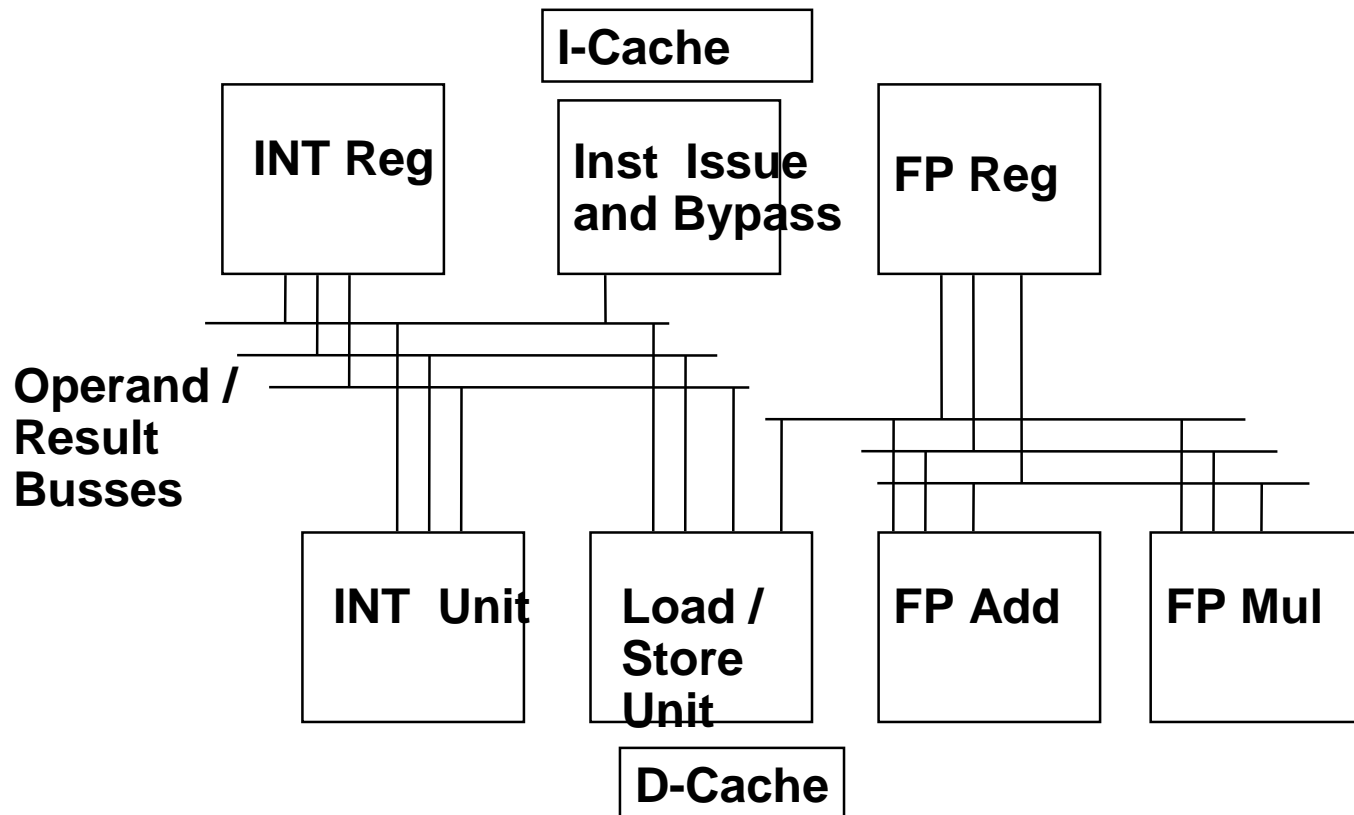 I-Cache
INT Reg
Inst Issue
and Bypass
FP Reg
Operand /
Result
Busses
INT Unit
Load /
Store
Unit
FP Add
FP Mul
D-Cache